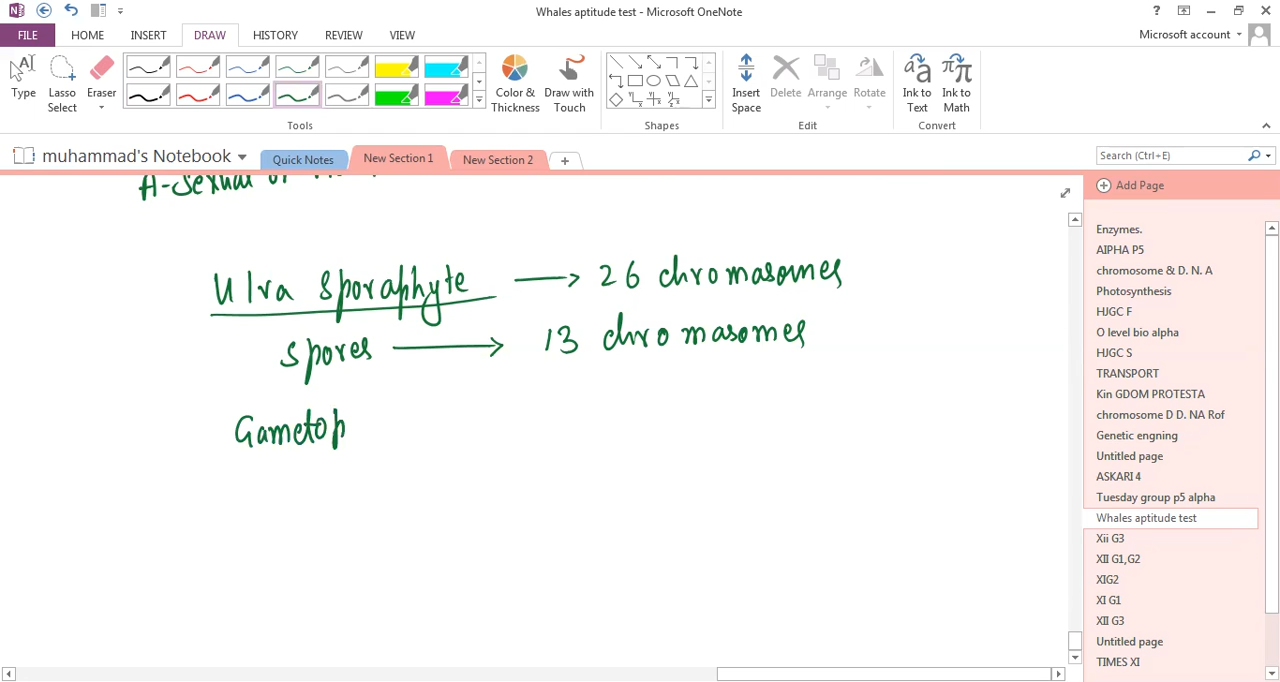 Whales aptitude test - Microsoft OneNote
FILE HOME INSERT DRAW HISTORY REVIEW VIEW
Microsoft account
Type Lasso Select Eraser
Color & Thickness Draw with Touch
Insert Space Delete Arrange Rotate
Ink to Text Ink to Math
Tools Shapes Edit Convert
muhammad's Notebook Quick Notes New Section 1 New Section 2 +
Search (Ctrl+E)
Add Page
A-Sexual or
Ulva Sporaphyte → 26 chromasomes
Spores → 13 chromasomes
Gametop
Enzymes.
AlPHA P5
chromosome & D. N. A
Photosynthesis
HJGC F
O level bio alpha
HJGC S
TRANSPORT
Kin GDOM PROTESTA
chromosome D D. NA Rof
Genetic engning
Untitled page
ASKARI 4
Tuesday group p5 alpha
Whales aptitude test
Xii G3
XII G1,G2
XIG2
XI G1
XII G3
Untitled page
TIMES XI